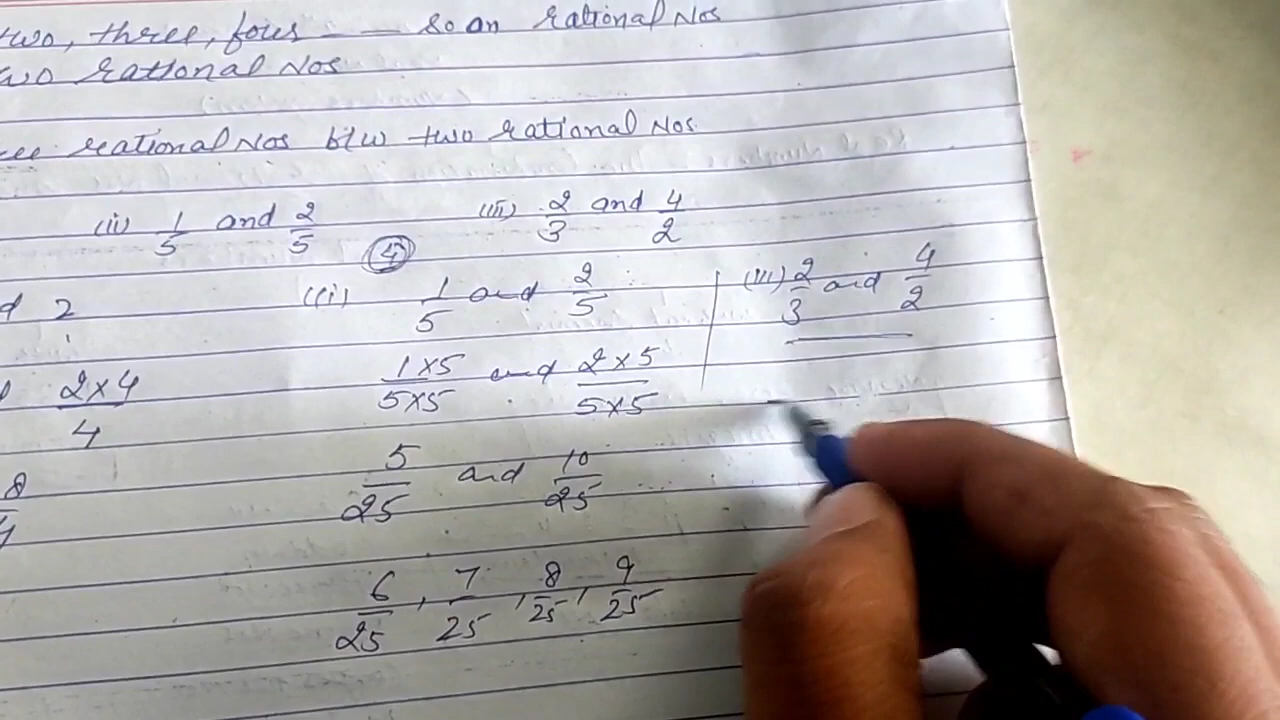 two, three, four - — so on rational Nos
two rational Nos
rational Nos b/w two rational Nos.
(ii) 1/5 and 2/5 (iii) 2/3 and 4/2
4
2 (ii) 1/5 and 2/5 (iii) 2/3 and 4/2
2×4/4 1×5/5×5 and 2×5/5×5
8/4 5/25 and 10/25
6/25, 7/25, 8/25, 9/25